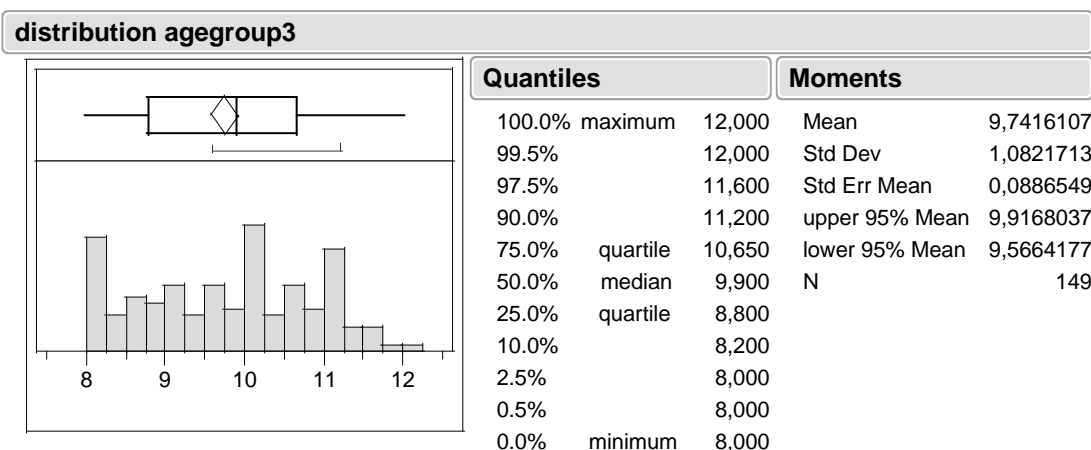 distribution agegroup3
8 9 10 11 12
Quantiles
100.0% maximum 12,000
99.5% 12,000
97.5% 11,600
90.0% 11,200
75.0% quartile 10,650
50.0% median 9,900
25.0% quartile 8,800
10.0% 8,200
2.5% 8,000
0.5% 8,000
0.0% minimum 8,000
Moments
Mean 9,7416107
Std Dev 1,0821713
Std Err Mean 0,0886549
upper 95% Mean 9,9168037
lower 95% Mean 9,5664177
N 149